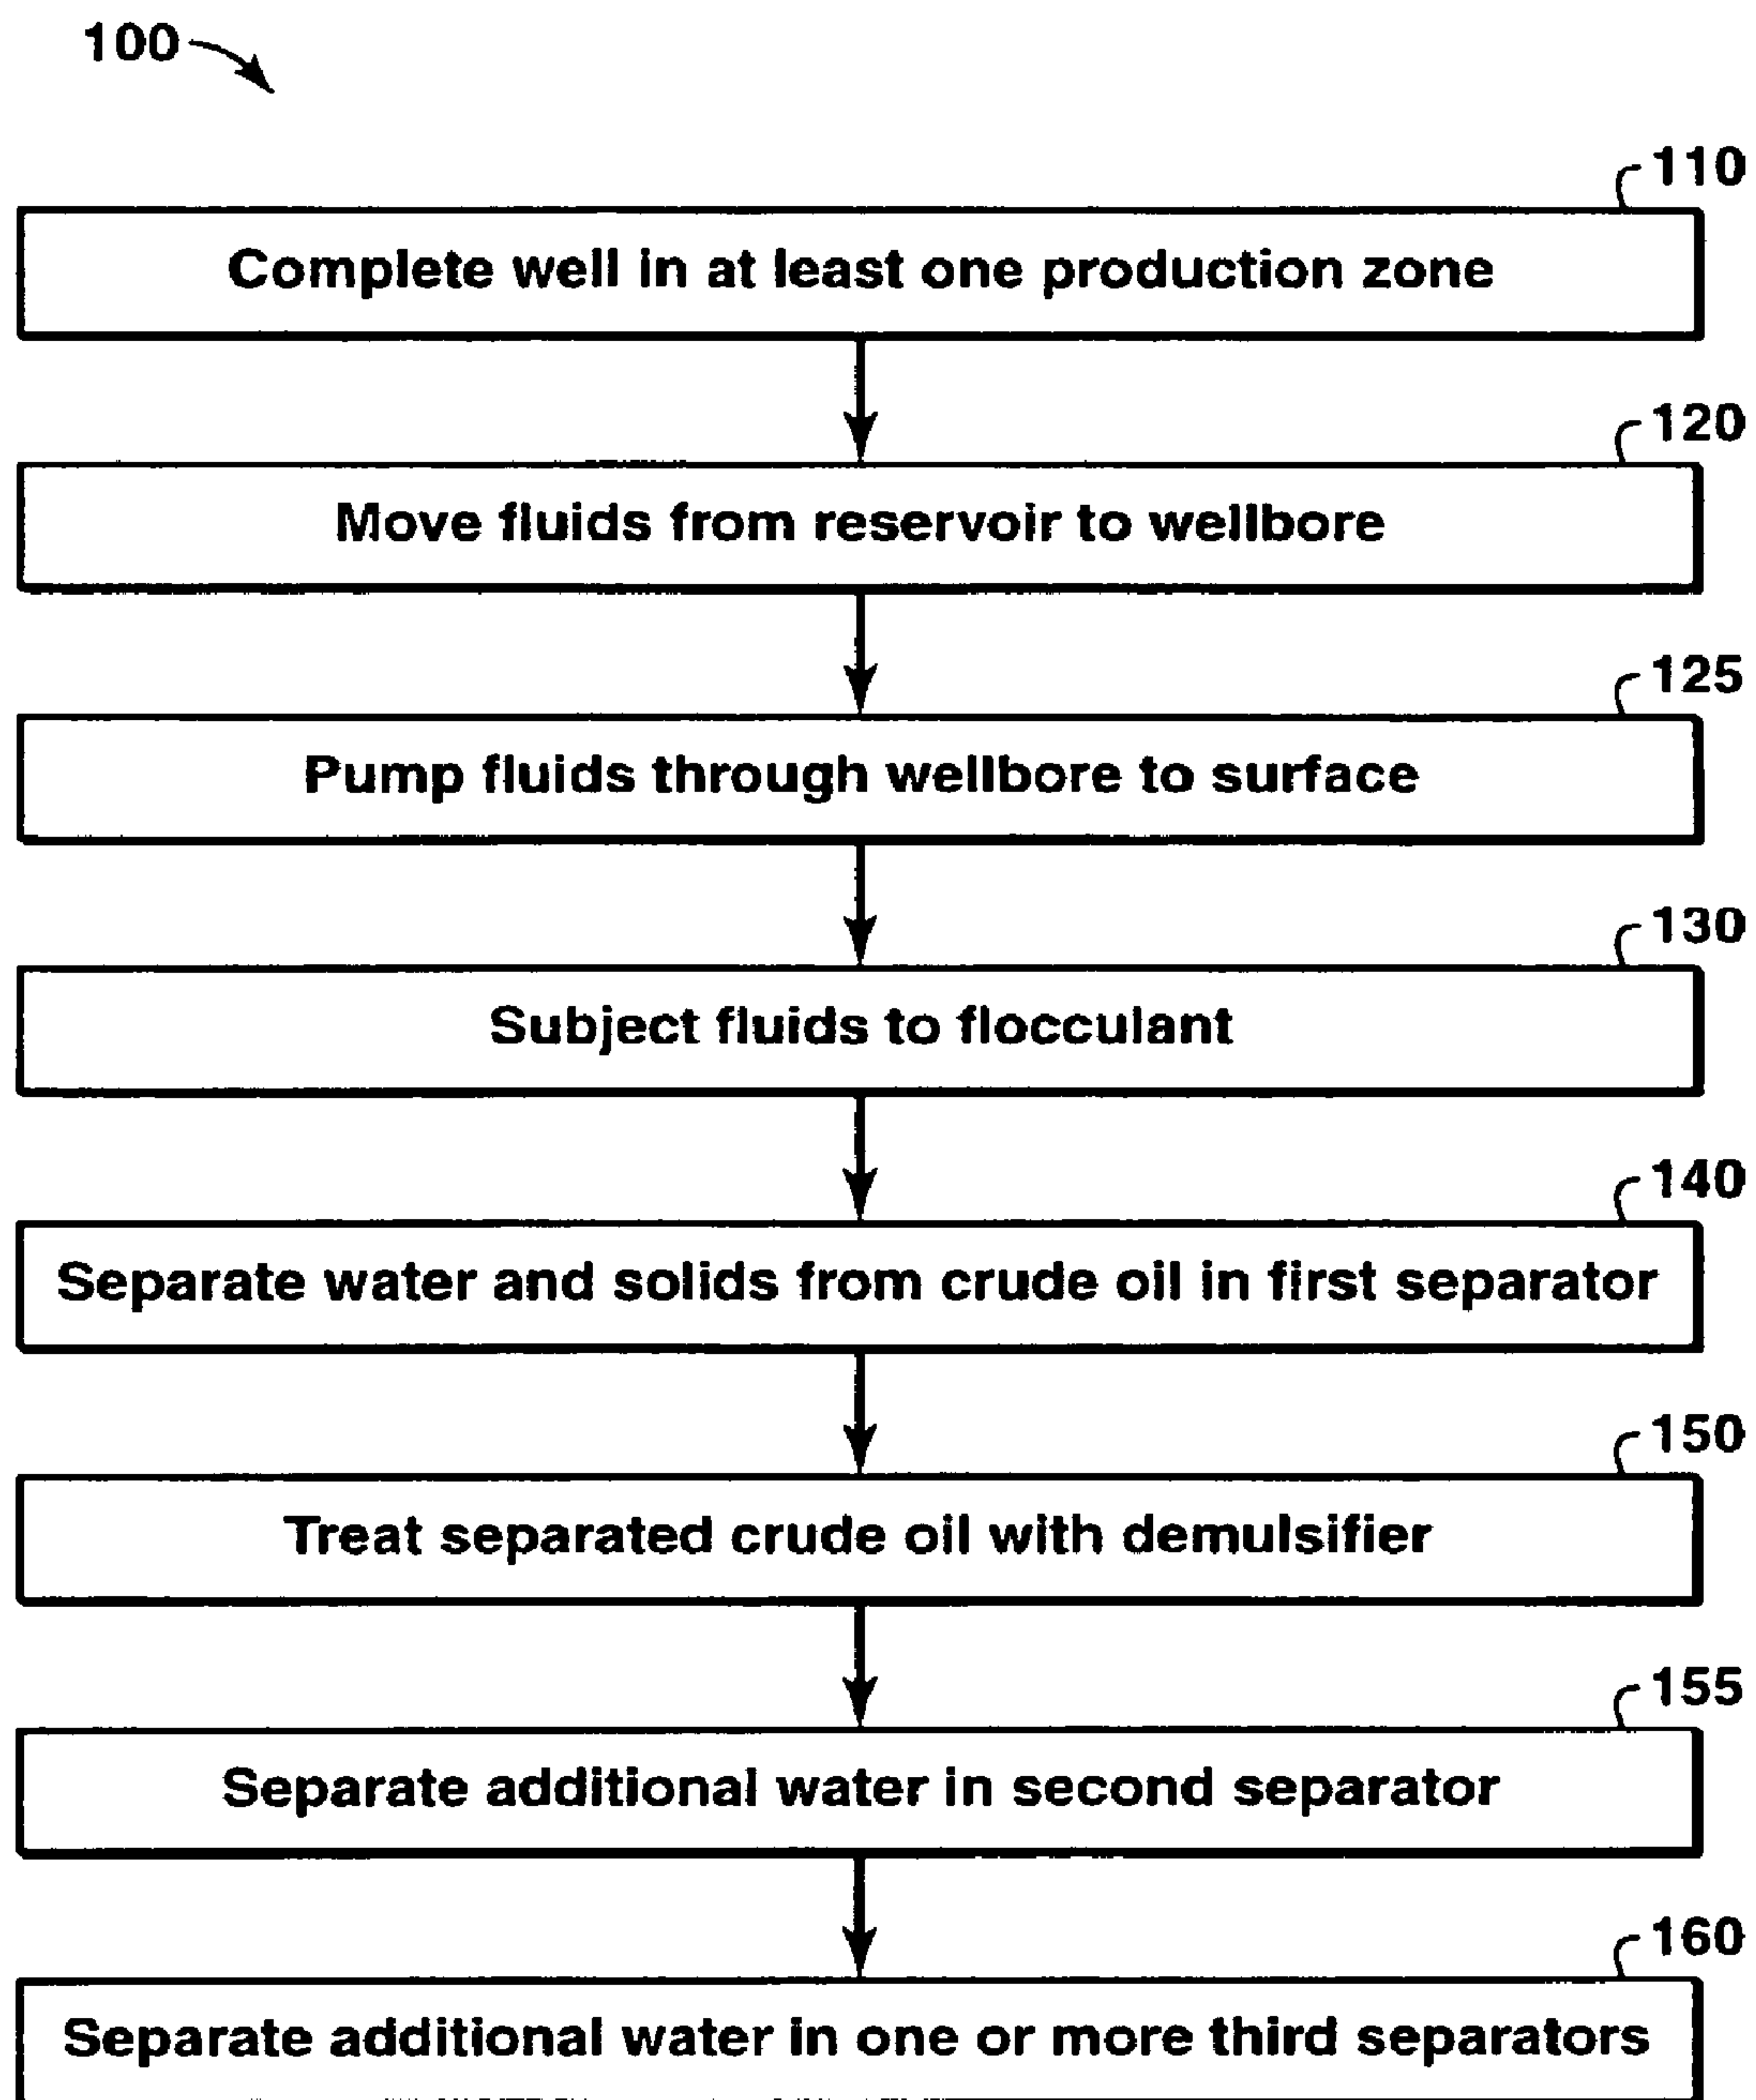 100
110
Complete well in at least one production zone
120
Move fluids from reservoir to wellbore
125
Pump fluids through wellbore to surface
130
Subject fluids to flocculant
140
Separate water and solids from crude oil in first separator
150
Treat separated crude oil with demulsifier
155
Separate additional water in second separator
160
Separate additional water in one or more third separators